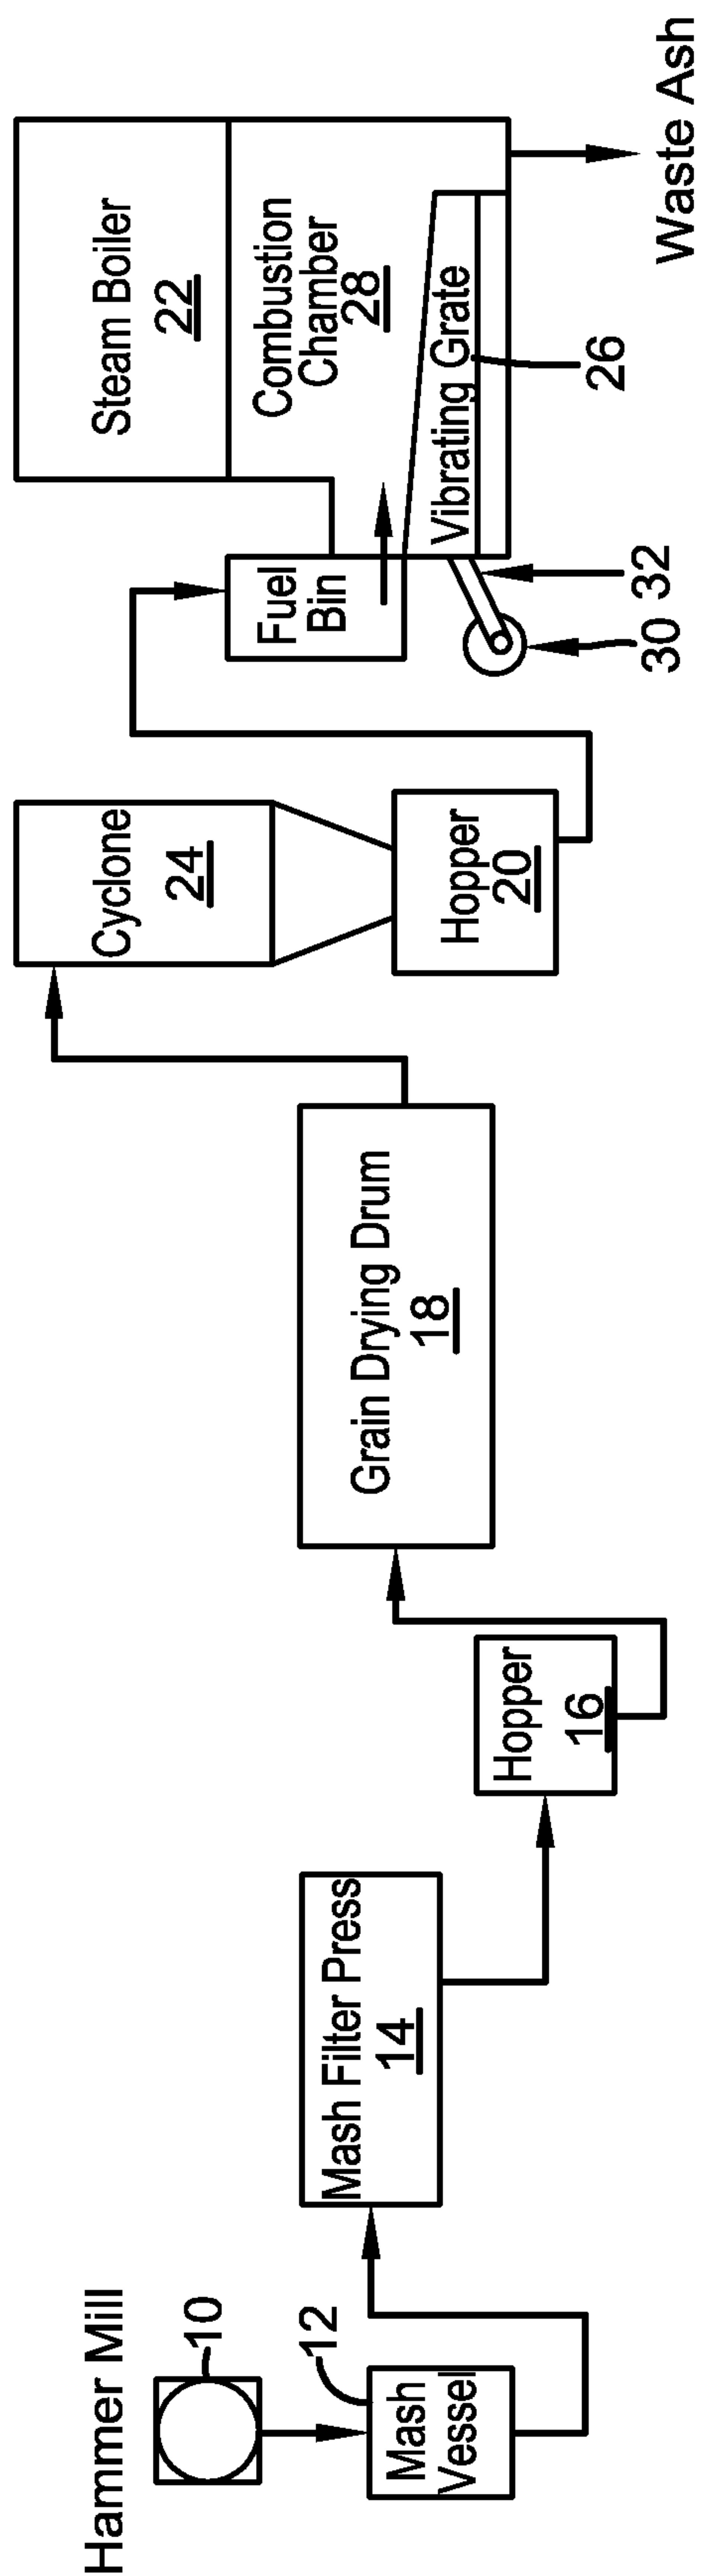 Hammer Mill
10
12
Mash
Vessel
Mash Filter Press
14
Hopper
16
Grain Drying Drum
18
Cyclone
24
Hopper
20
Fuel
Bin
Steam Boiler
22
Combustion
Chamber
28
Vibrating Grate
26
32
30
Waste Ash